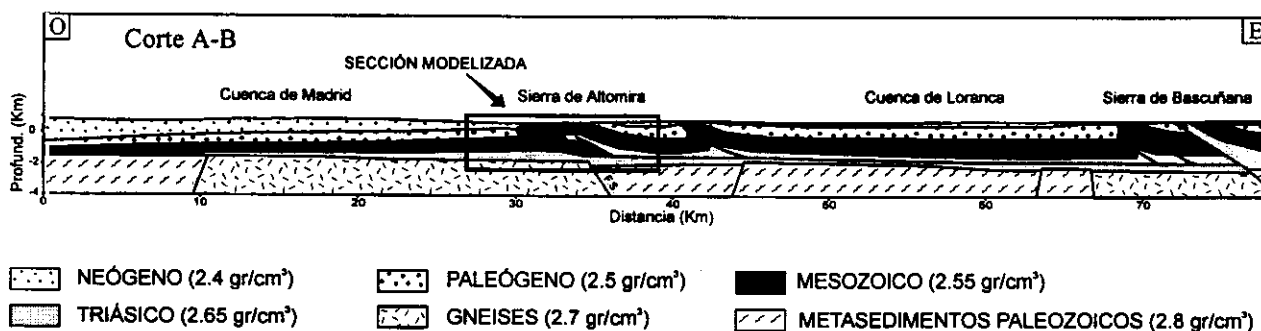 O
E
Corte A-B
SECCIÓN MODELIZADA
Cuenca de Madrid
Sierra de Altomira
Cuenca de Loranca
Sierra de Bascuñana
Profund. (Km)
0
-2
-4
FS
0
10
20
30
40
50
60
70
Distancia (Km)
NEÓGENO (2.4 gr/cm³)
PALEÓGENO (2.5 gr/cm³)
MESOZOICO (2.55 gr/cm³)
TRIÁSICO (2.65 gr/cm³)
GNEISES (2.7 gr/cm³)
METASEDIMENTOS PALEOZOICOS (2.8 gr/cm³)